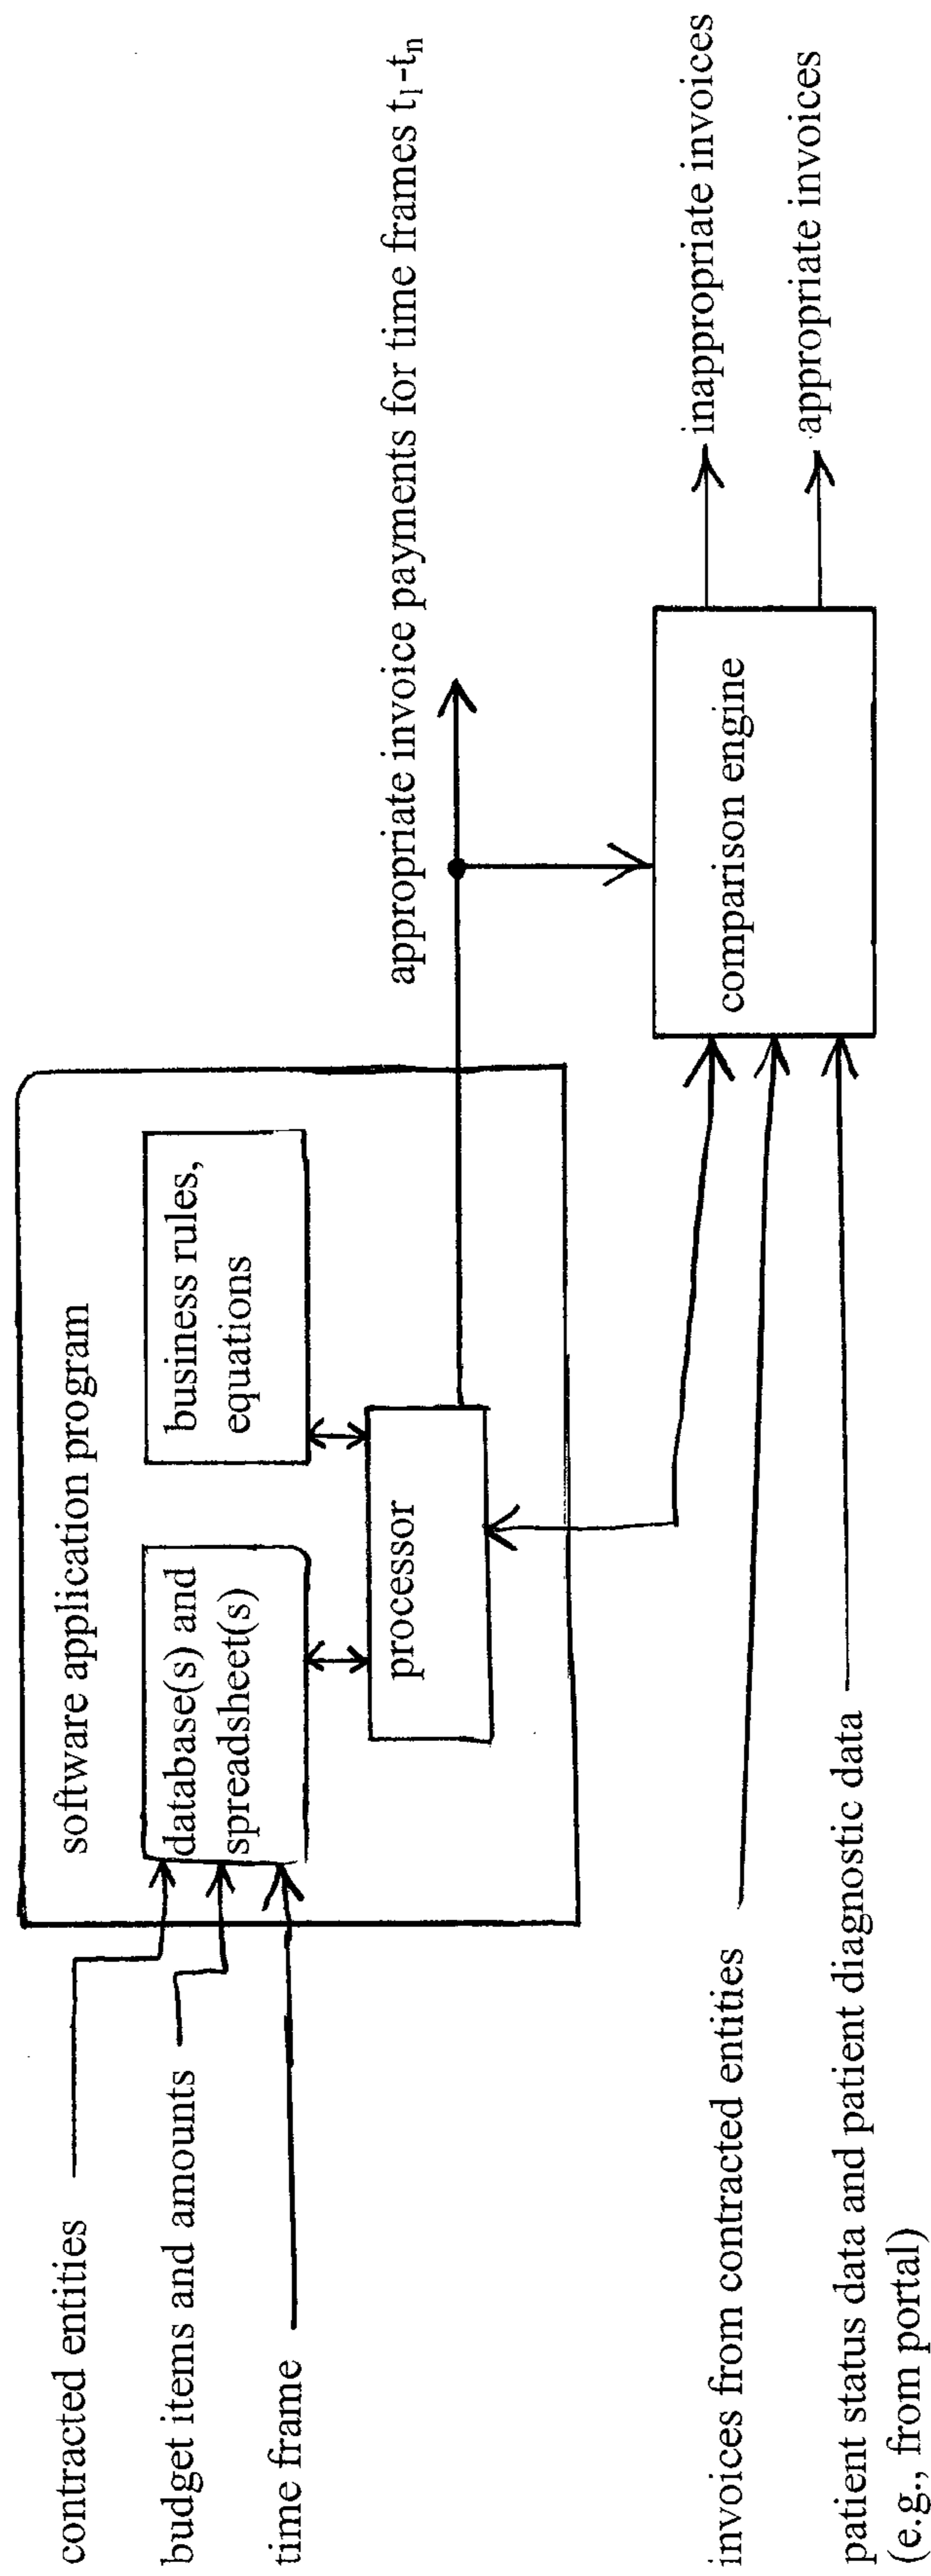 contracted entities
budget items and amounts
time frame
software application program
database(s) and
spreadsheet(s)
business rules,
equations
processor
appropriate invoice payments for time frames t₁-tₙ
invoices from contracted entities
patient status data and patient diagnostic data
(e.g., from portal)
comparison engine
inappropriate invoices
appropriate invoices